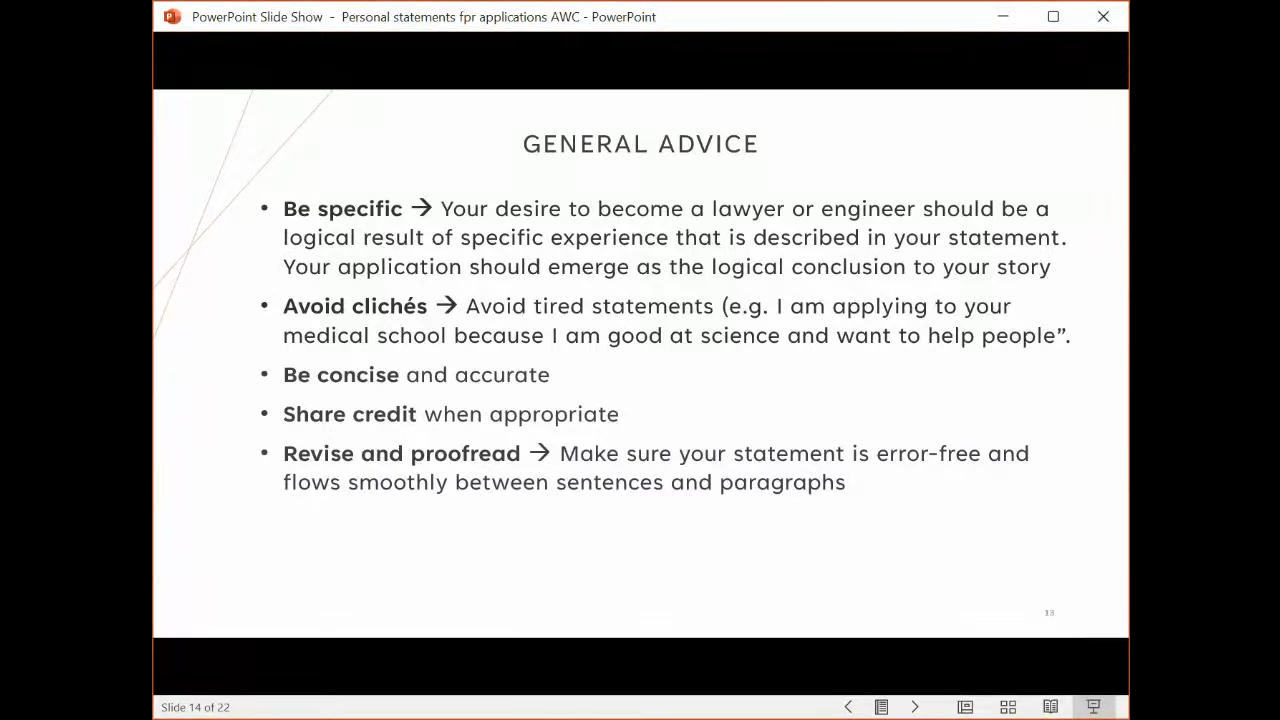 PowerPoint Slide Show - Personal statements fpr applications AWC - PowerPoint
GENERAL ADVICE
• Be specific → Your desire to become a lawyer or engineer should be a
logical result of specific experience that is described in your statement.
Your application should emerge as the logical conclusion to your story
• Avoid clichés → Avoid tired statements (e.g. I am applying to your
medical school because I am good at science and want to help people”.
• Be concise and accurate
• Share credit when appropriate
• Revise and proofread → Make sure your statement is error-free and
flows smoothly between sentences and paragraphs
13
Slide 14 of 22